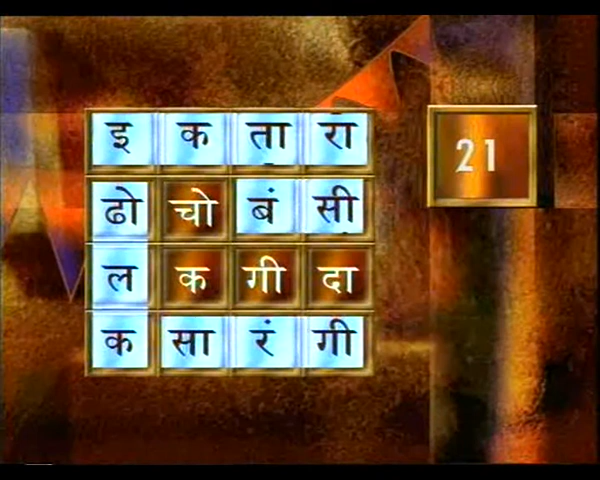 इ क ता रा
21
ढो चो बं सी
ल क गी दा
क सा रं गी